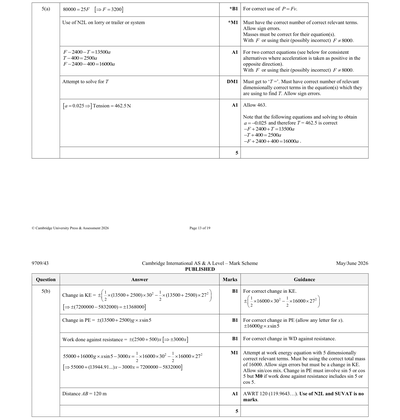 5(a)
80000 = 25F [⇒ F = 3200]
*B1
For correct use of P = Fv.
Use of N2L on lorry or trailer or system
*M1
Must have the correct number of correct relevant terms.
Allow sign errors.
Masses must be correct for their equation(s).
With F or using their (possibly incorrect) F ≠ 8000.
F − 2400 − T = 13500a
T − 400 = 2500a
F − 2400 − 400 = 16000a
A1
For two correct equations (see below for consistent
alternatives where acceleration is taken as positive in the
opposite direction).
With F or using their (possibly incorrect) F ≠ 8000.
Attempt to solve for T
DM1
Must get to 'T ='. Must have correct number of relevant
dimensionally correct terms in the equation(s) which they
are using to find T. Allow sign errors.
[a = 0.025 ⇒] Tension = 462.5 N
A1
Allow 463.
Note that the following equations and solving to obtain
a = −0.025 and therefore T = 462.5 is correct
−F + 2400 + T = 13500a
−T + 400 = 2500a
−F + 2400 + 400 = 16000a.
5
© Cambridge University Press & Assessment 2026
Page 15 of 19
9709/43
Cambridge International AS & A Level – Mark Scheme
PUBLISHED
May/June 2026
Question
Answer
Marks
Guidance
5(b)
Change in KE = ±(1/2 × (13500 + 2500) × 30² − 1/2 × (13500 + 2500) × 27²)
[⇒ ±(7200000 − 5832000) = ±1368000]
B1
For correct change in KE.
±(1/2 × 16000 × 30² − 1/2 × 16000 × 27²)
Change in PE = ±(13500 + 2500)g × x sin 5
B1
For correct change in PE (allow any letter for x).
±16000g × x sin 5
Work done against resistance = ±(2500 + 500)x [⇒ ±3000x]
B1
For correct change in WD against resistance.
55000 + 16000g × x sin 5 − 3000x = 1/2 × 16000 × 30² − 1/2 × 16000 × 27²
[⇒ 55000 + (13944.91...)x − 3000x = 7200000 − 5832000]
M1
Attempt at work energy equation with 5 dimensionally
correct relevant terms. Must be using the correct total mass
of 16000. Allow sign errors but must be a change in KE.
Allow sin/cos mix. Change in PE must involve sin 5 or cos
5 but M0 if work done against resistance includes sin 5 or
cos 5.
Distance AB = 120 m
A1
AWRT 120 (119.9643…). Use of SUVAT is no
marks.
5